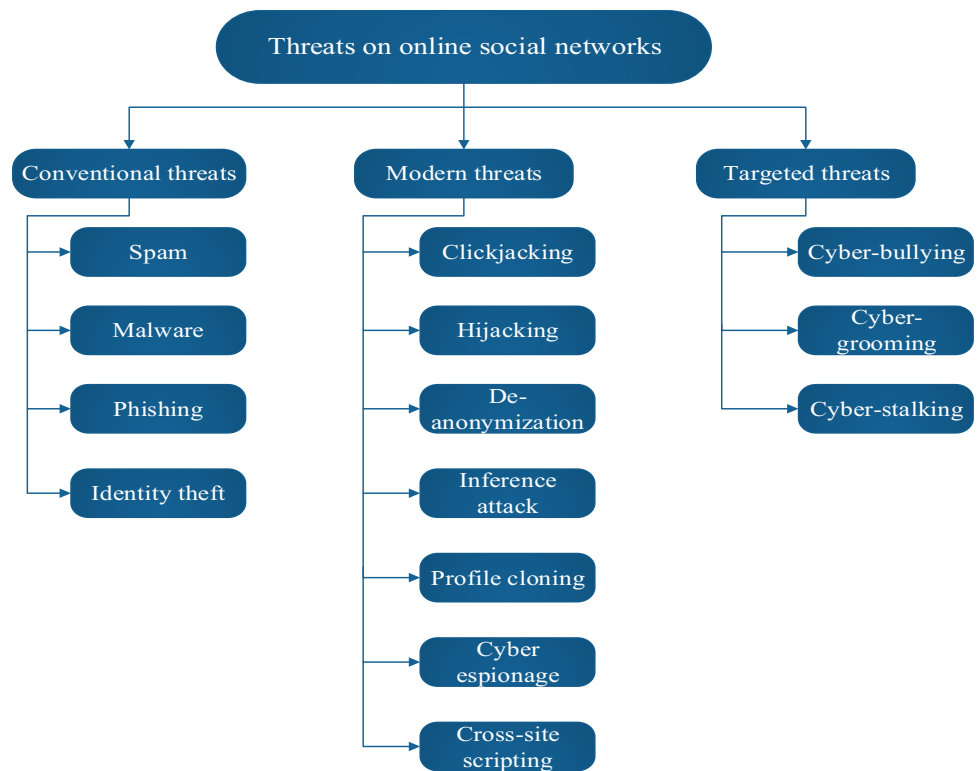 Threats on online social networks
Conventional threats
Spam
Malware
Phishing
Identity theft
Modern threats
Clickjacking
Hijacking
De-
anonymization
Inference
attack
Profile cloning
Cyber
espionage
Cross-site
scripting
Targeted threats
Cyber-bullying
Cyber-
grooming
Cyber-stalking